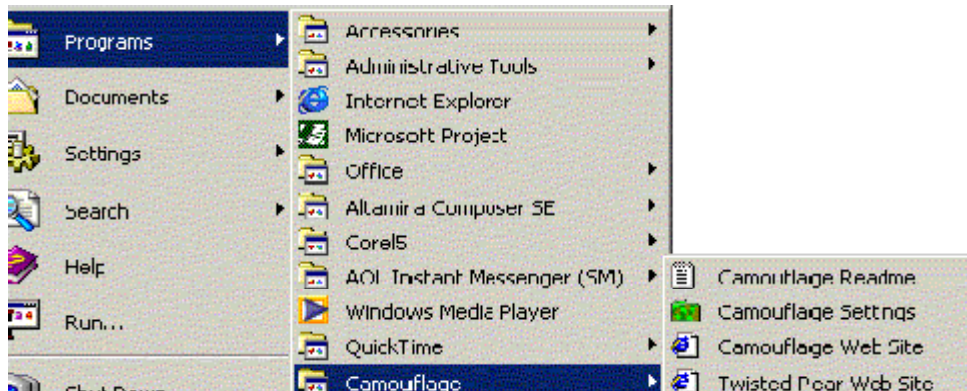 Programs
Documents
Settings
Search
Help
Run...
Shut Down
Accessories
Administrative Tools
Internet Explorer
Microsoft Project
Office
Altamira Composer SE
Corel5
AOL Instant Messenger (SM)
Windows Media Player
QuickTime
Camouflage
Camouflage Readme
Camouflage Settings
Camouflage Web Site
Twisted Pear Web Site